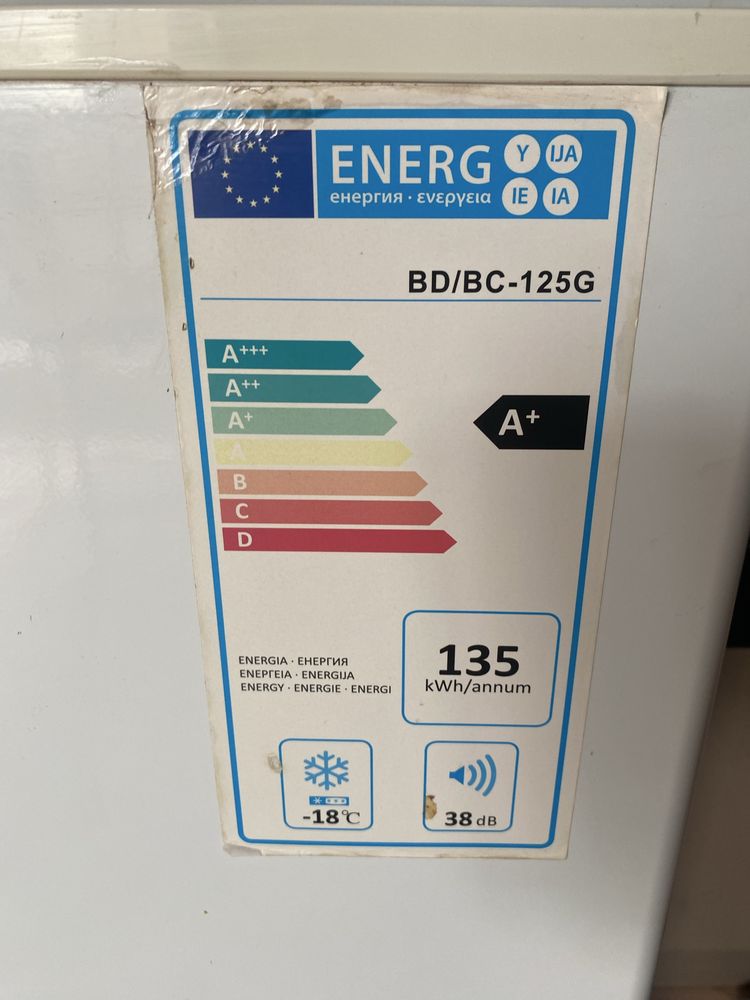 ENERG Y IJA
енергия · ενεργεια IE IA
BD/BC-125G
A+++
A++
A+
A+
A
B
C
D
135
kWh/annum
ENERGIA · ЕНЕРГИЯ
ΕΝΕΡΓΕΙΑ · ENERGIJA
ENERGY · ENERGIE · ENERGI
-18℃
38 dB